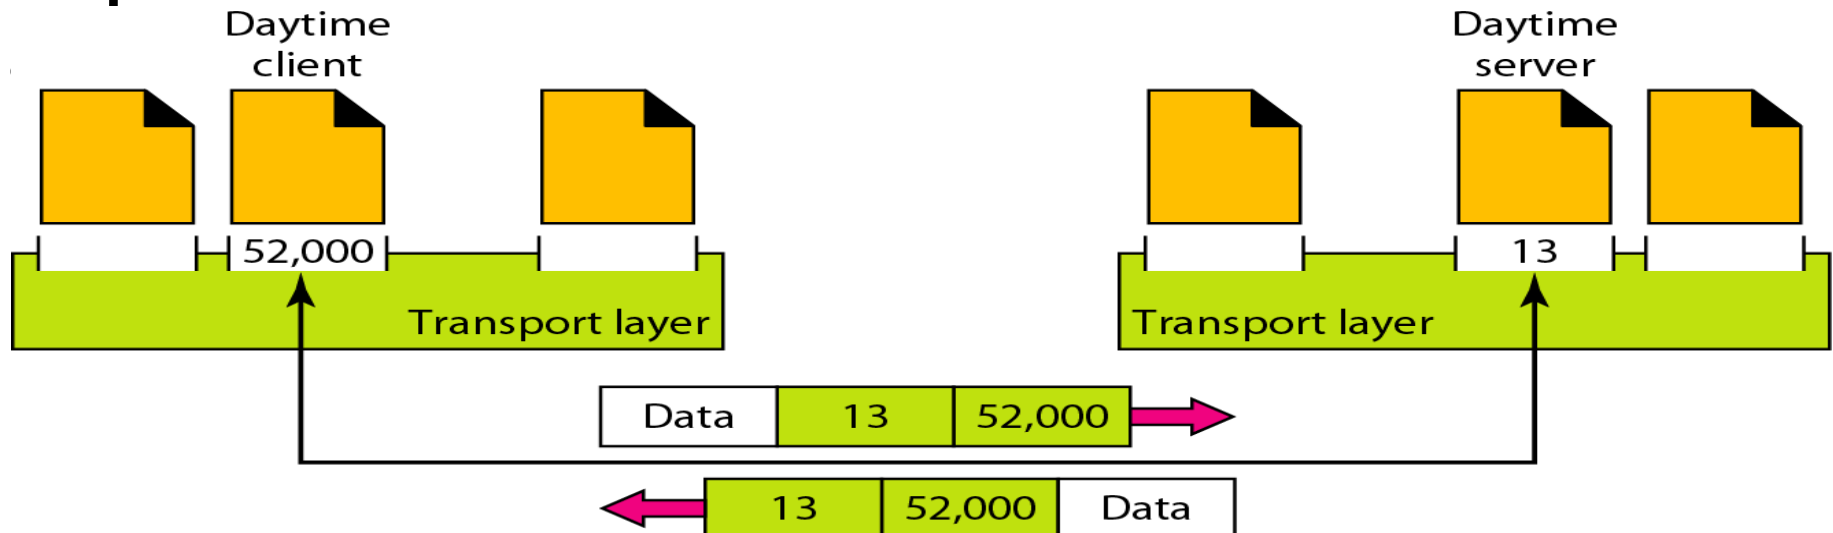 Daytime
client
Daytime
server
52,000
13
Transport layer
Transport layer
Data 13 52,000
13 52,000 Data